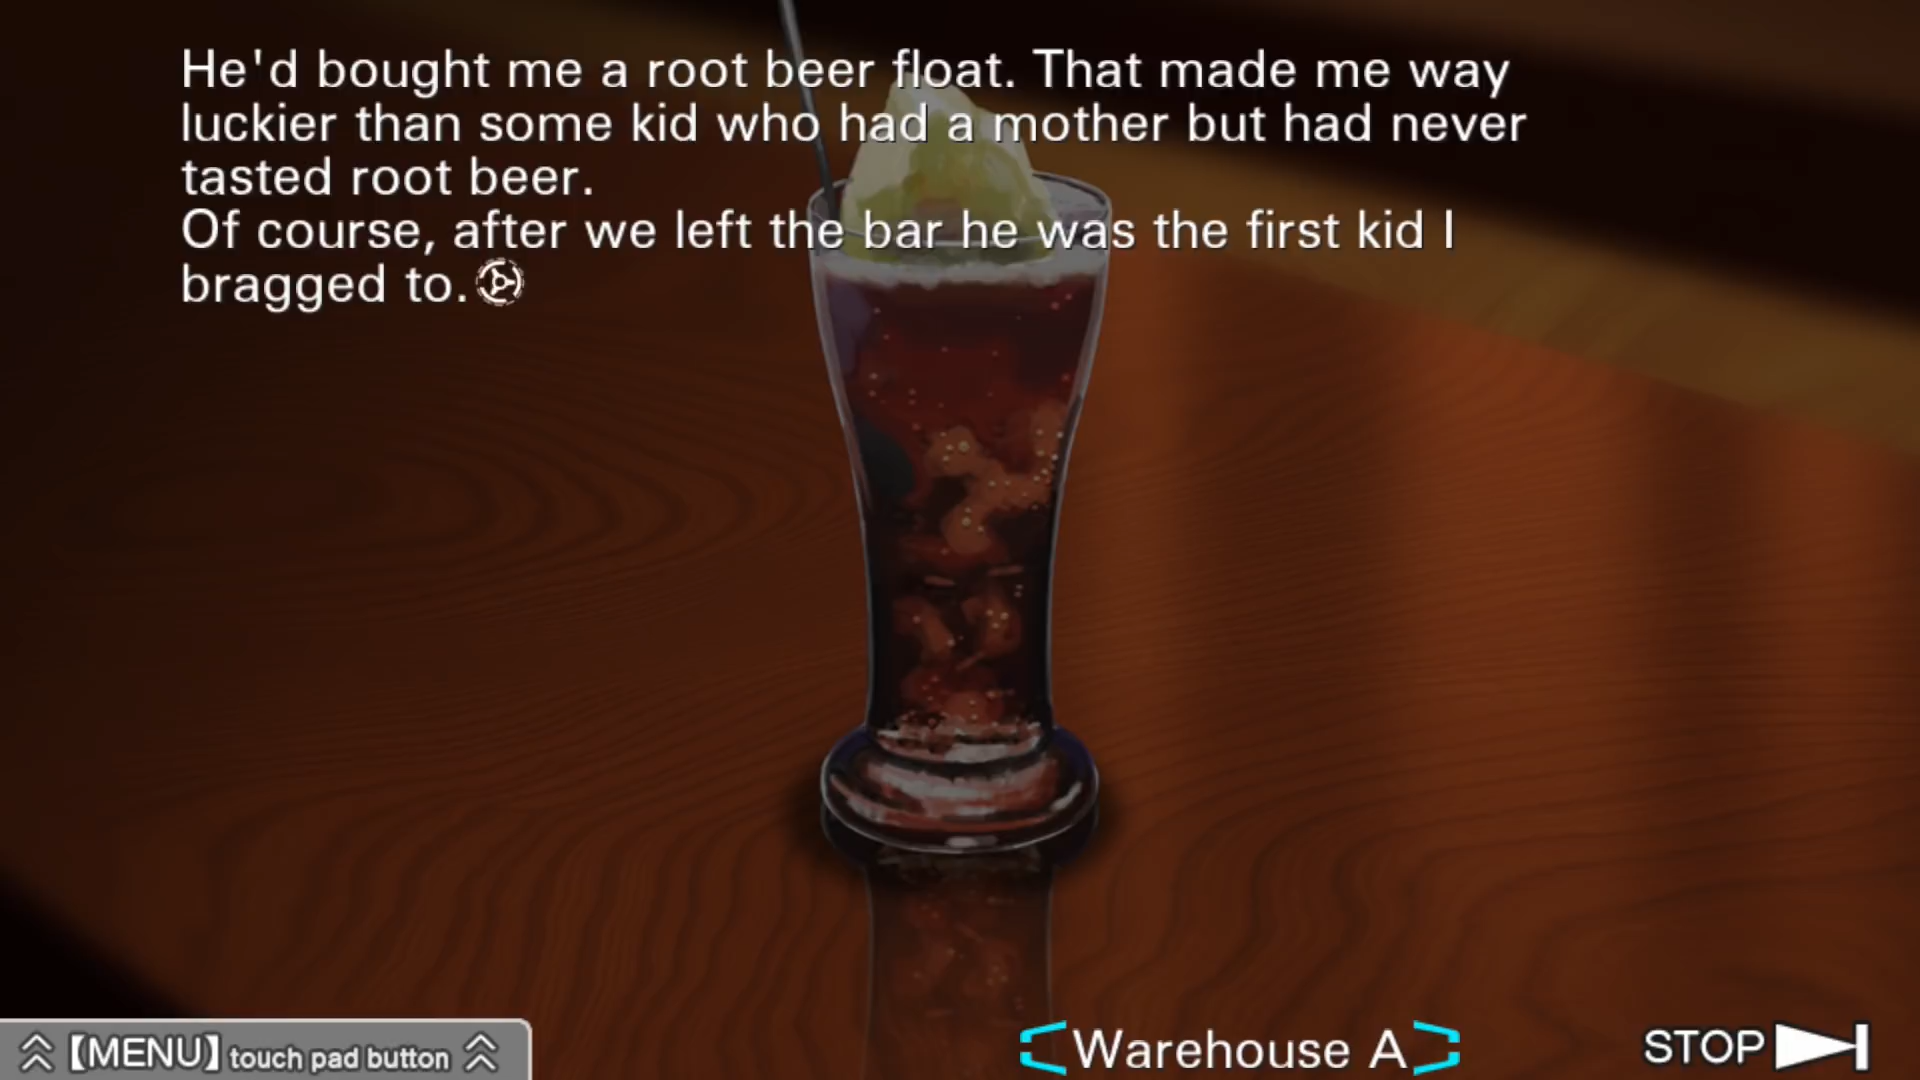 He'd bought me a root beer float. That made me way
luckier than some kid who had a mother but had never
tasted root beer.
Of course, after we left the bar he was the first kid I
bragged to.
【MENU】touch pad button
Warehouse A
STOP